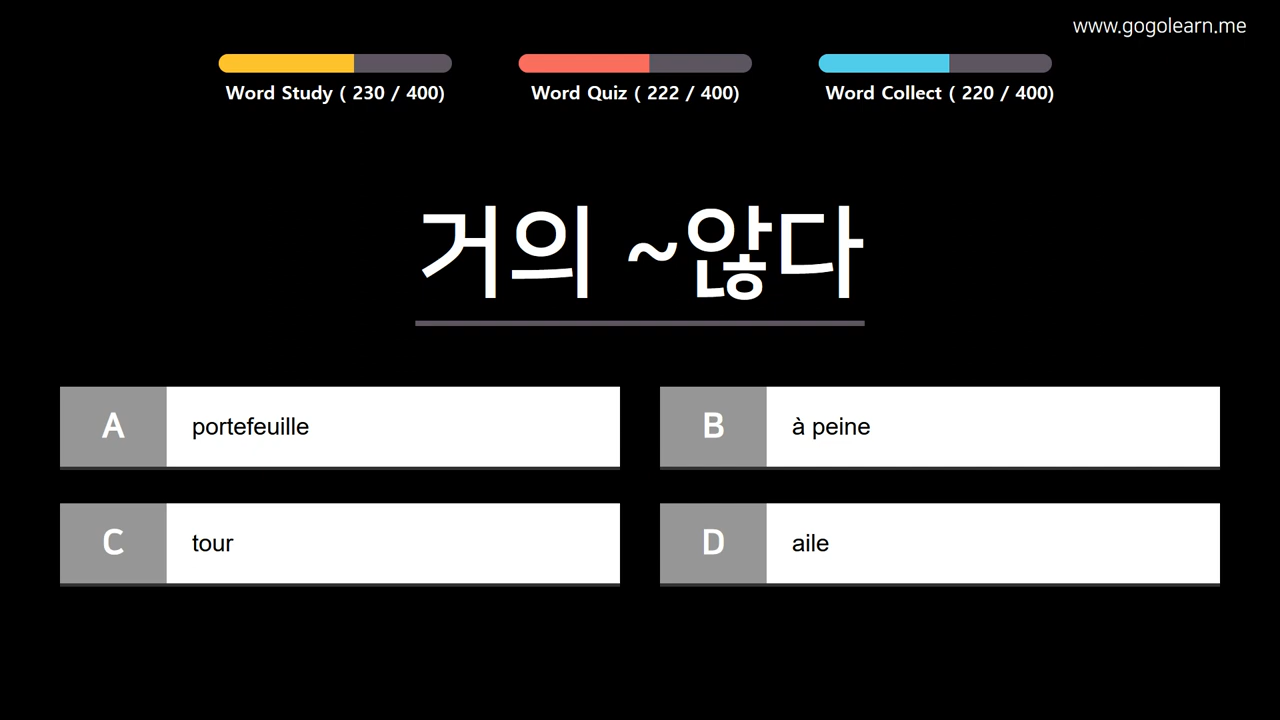 www.gogolearn.me
Word Study ( 230 / 400)
Word Quiz ( 222 / 400)
Word Collect ( 220 / 400)
거의 ~않다
A portefeuille
B à peine
C tour
D aile